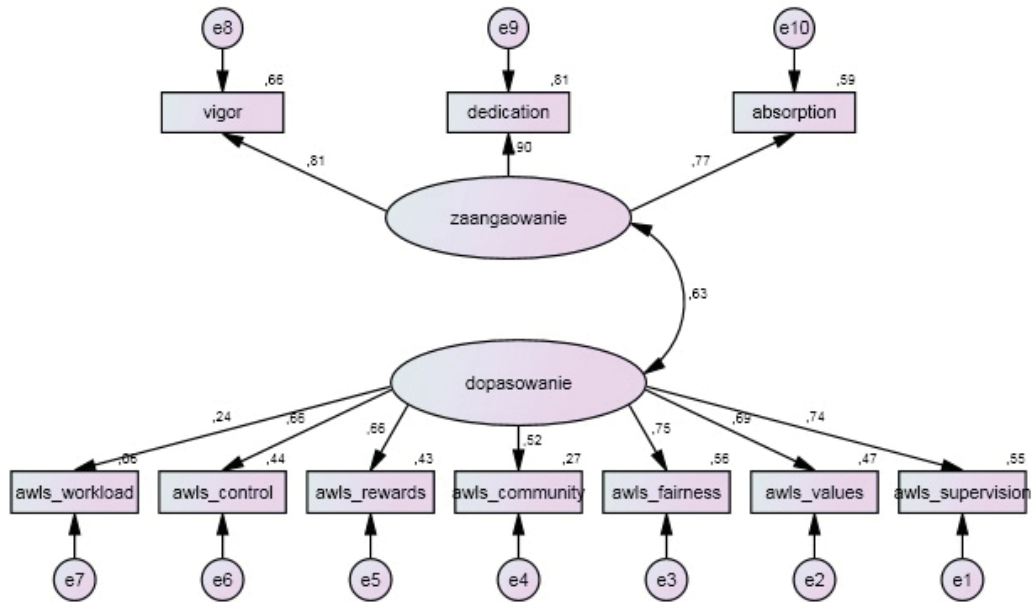 e8
e9
e10
,66
,81
,59
vigor
dedication
absorption
,81
,90
,77
zaangaowanie
,63
dopasowanie
,24
,66
,66
,52
,75
,69
,74
,06
,44
,43
,27
,56
,47
,55
awls_workload
awls_control
awls_rewards
awls_community
awls_fairness
awls_values
awls_supervision
e7
e6
e5
e4
e3
e2
e1